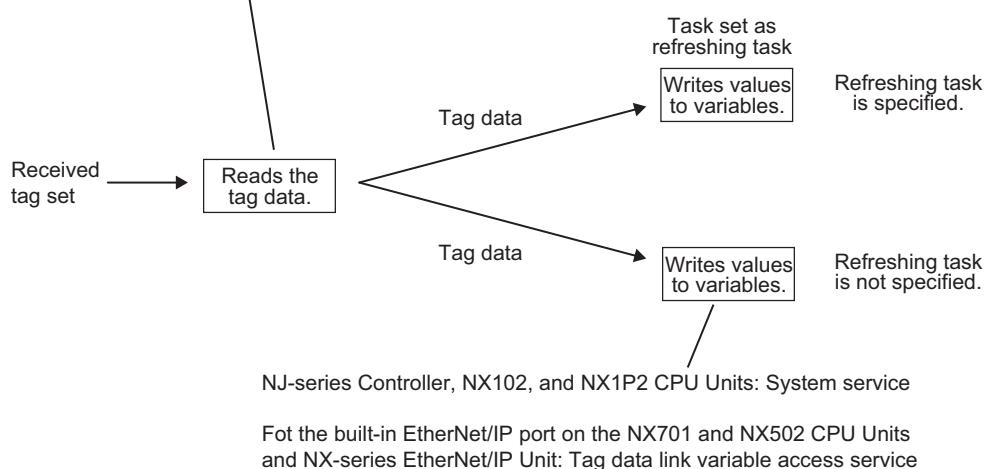 Task set as
refreshing task
Writes values
to variables.
Refreshing task
is specified.
Tag data
Received
tag set
Reads the
tag data.
Tag data
Writes values
to variables.
Refreshing task
is not specified.
NJ-series Controller, NX102, and NX1P2 CPU Units: System service
Fot the built-in EtherNet/IP port on the NX701 and NX502 CPU Units
and NX-series EtherNet/IP Unit: Tag data link variable access service